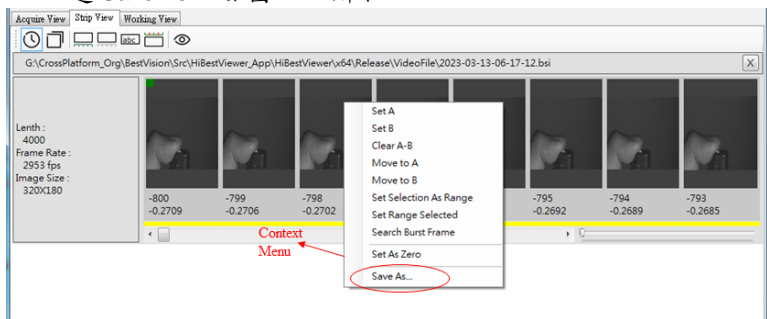 Acquire View Strip View Working View
abc
G:\CrossPlatform_Org\BestVision\Src\HiBestViewer_App\HiBestViewer\x64\Release\VideoFile\2023-03-13-06-17-12.bsi X
Lenth :
4000
Frame Rate :
2953 fps
Image Size :
320X180
-800 -799 -798 -795 -794 -793
-0.2709 -0.2706 -0.2702 -0.2692 -0.2689 -0.2685
Set A
Set B
Clear A-B
Move to A
Move to B
Set Selection As Range
Set Range Selected
Search Burst Frame
Set As Zero
Save As...
Context
Menu